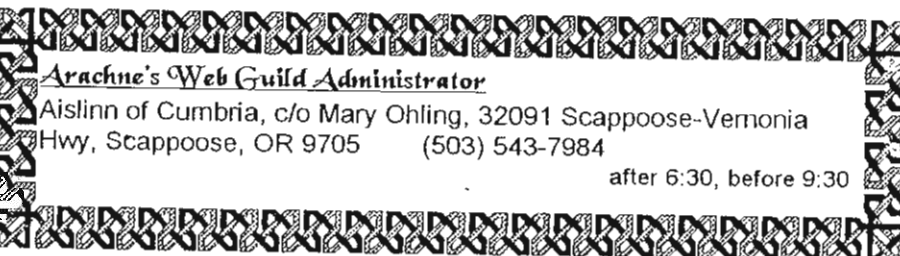 Arachne's Web Guild Administrator
Aislinn of Cumbria, c/o Mary Ohling, 32091 Scappoose-Vernonia
Hwy, Scappoose, OR 9705 (503) 543-7984
after 6:30, before 9:30